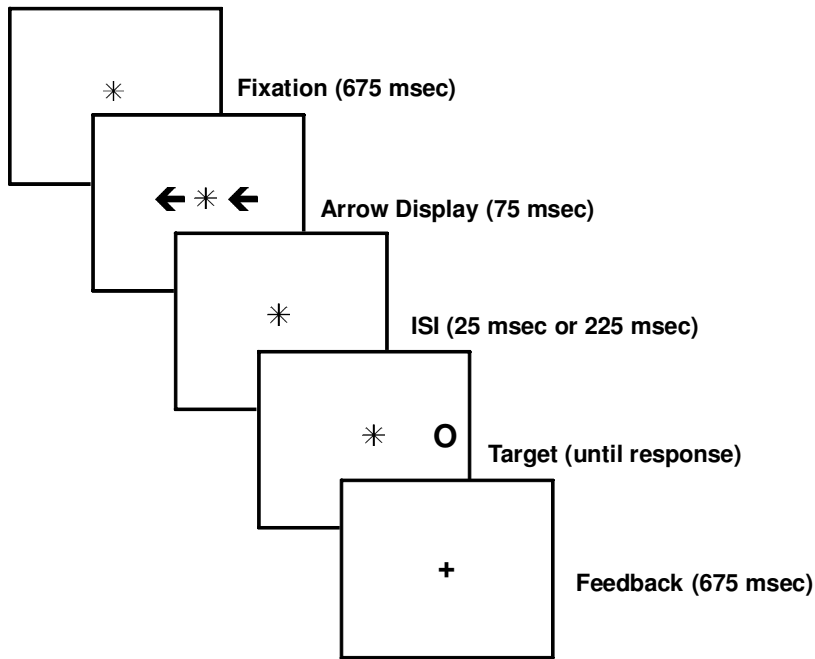 Fixation (675 msec)
Arrow Display (75 msec)
ISI (25 msec or 225 msec)
O
Target (until response)
+
Feedback (675 msec)